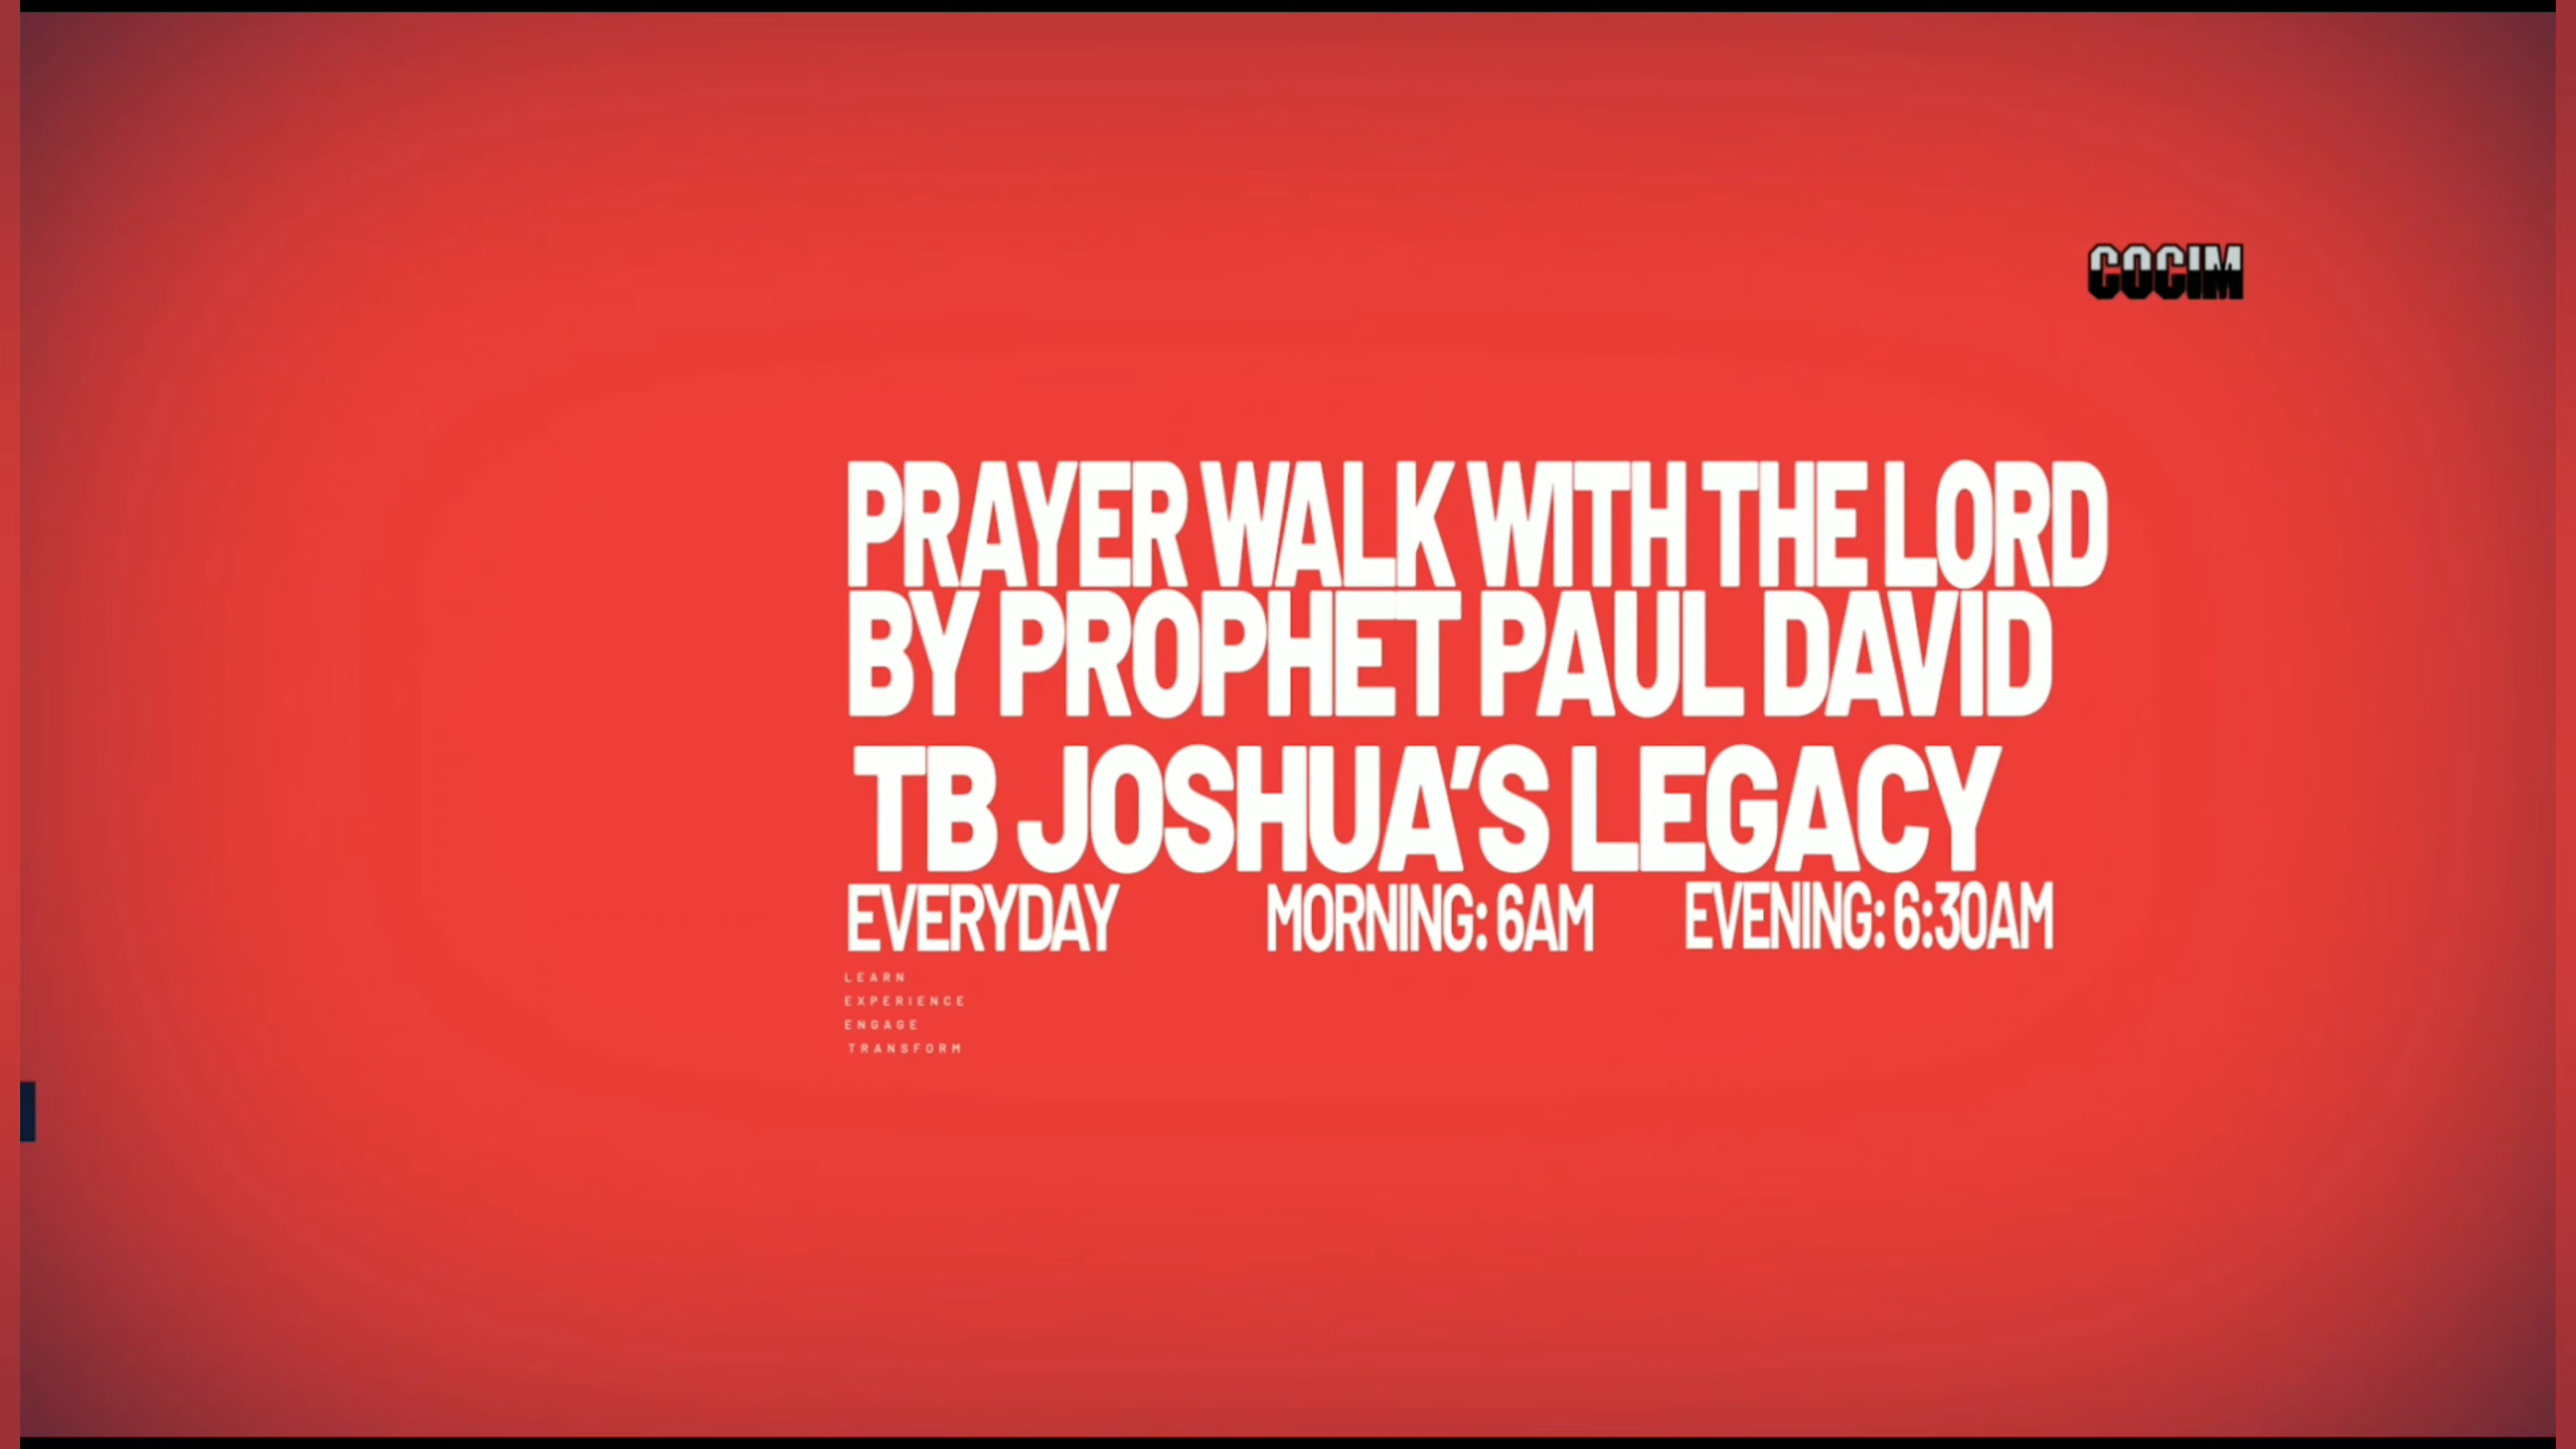 COCIM
PRAYER WALK WITH THE LORD
BY PROPHET PAUL DAVID
TB JOSHUA'S LEGACY
EVERYDAY MORNING: 6AM EVENING: 6:30AM
LEARN
EXPERIENCE
ENGAGE
TRANSFORM